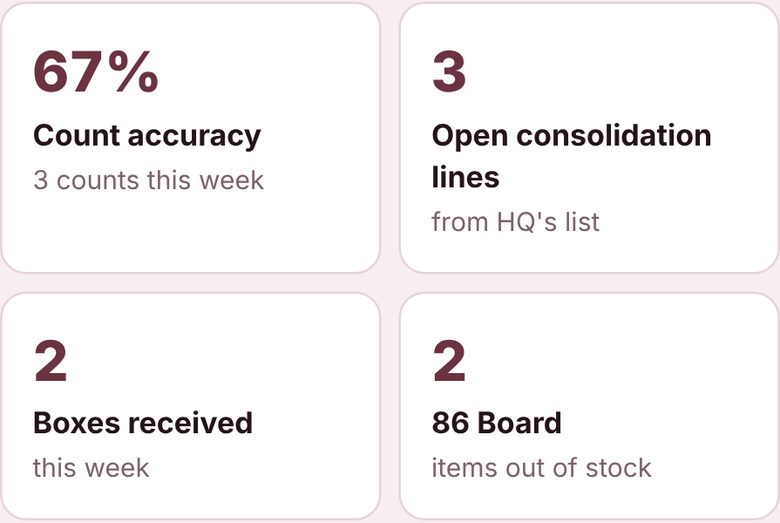 67%
Count accuracy
3 counts this week
3
Open consolidation
lines
from HQ's list
2
Boxes received
this week
2
86 Board
items out of stock